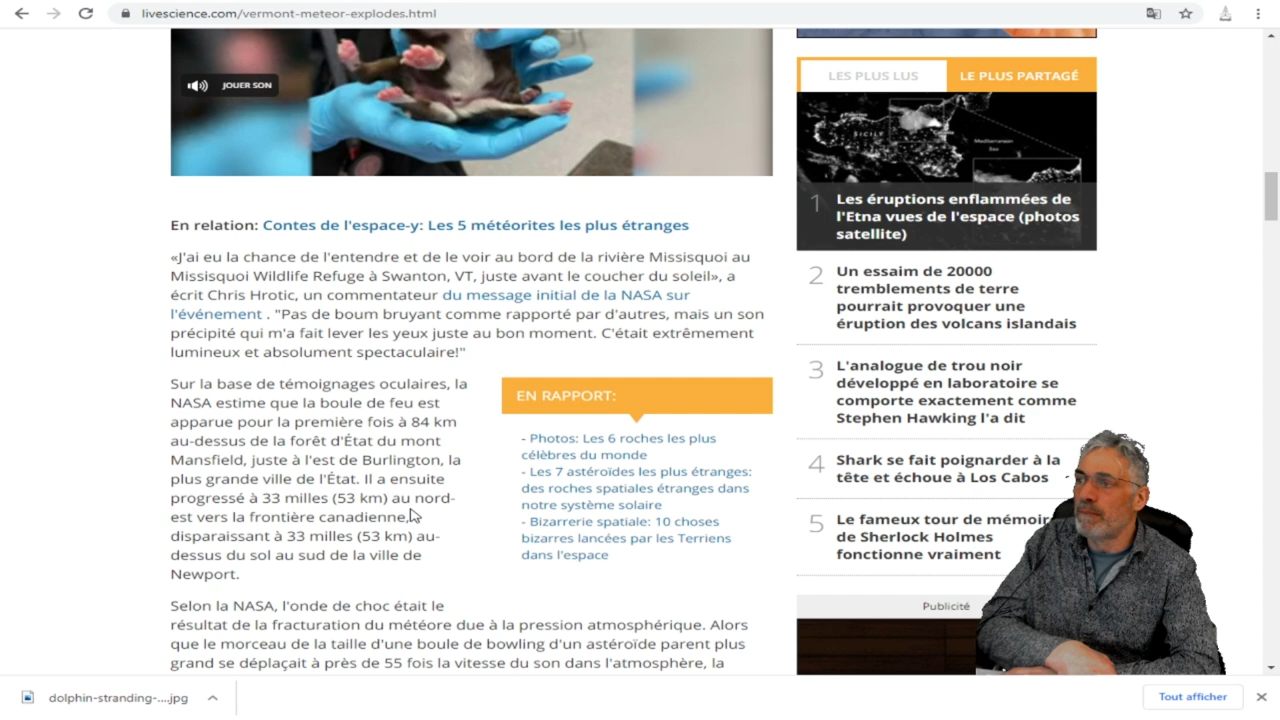 livescience.com/vermont-meteor-explodes.html
JOUER SON
En relation: Contes de l'espace-y: Les 5 météorites les plus étranges
«J'ai eu la chance de l'entendre et de le voir au bord de la rivière Missisquoi au
Missisquoi Wildlife Refuge à Swanton, VT, juste avant le coucher du soleil», a
écrit Chris Hrotic, un commentateur du message initial de la NASA sur
l'événement . "Pas de boum bruyant comme rapporté par d'autres, mais un son
précipité qui m'a fait lever les yeux juste au bon moment. C'était extrêmement
lumineux et absolument spectaculaire!"
Sur la base de témoignages oculaires, la
NASA estime que la boule de feu est
apparue pour la première fois à 84 km
au-dessus de la forêt d'État du mont
Mansfield, juste à l'est de Burlington, la
plus grande ville de l'État. Il a ensuite
progressé à 33 milles (53 km) au nord-
est vers la frontière canadienne,
disparaissant à 33 milles (53 km) au-
dessus du sol au sud de la ville de
Newport.
EN RAPPORT:
- Photos: Les 6 roches les plus
célèbres du monde
- Les 7 astéroïdes les plus étranges:
des roches spatiales étranges dans
notre système solaire
- Bizarrerie spatiale: 10 choses
bizarres lancées par les Terriens
dans l'espace
Selon la NASA, l'onde de choc était le
résultat de la fracturation du météore due à la pression atmosphérique. Alors
que le morceau de la taille d'une boule de bowling d'un astéroïde parent plus
grand se déplaçait à près de 55 fois la vitesse du son dans l'atmosphère, la
LES PLUS LUS
LE PLUS PARTAGÉ
SICILY
Mediterranean
Sea
1 Les éruptions enflammées de
l'Etna vues de l'espace (photos
satellite)
2 Un essaim de 20000
tremblements de terre
pourrait provoquer une
éruption des volcans islandais
3 L'analogue de trou noir
développé en laboratoire se
comporte exactement comme
Stephen Hawking l'a dit
4 Shark se fait poignarder à la
tête et échoue à Los Cabos
5 Le fameux tour de
de Sherlock Holmes
fonctionne vraiment
Publicité
dolphin-stranding-....jpg
Tout afficher